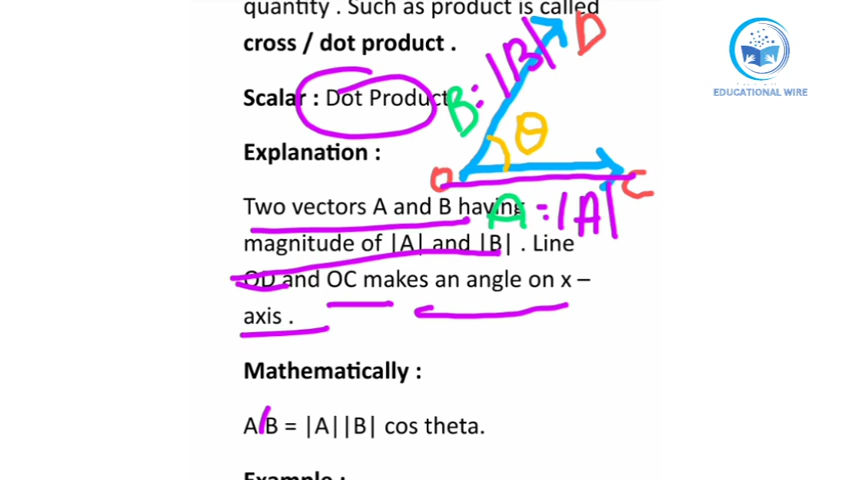 quantity . Such as product is called
cross / dot product .
Scalar : Dot Product
Explanation :
Two vectors A and B having
magnitude of |A| and |B| . Line
OD and OC makes an angle on x –
axis .
Mathematically :
A B = |A||B| cos theta.
Example :
B : |B|
D
θ
O
C
A = |A|
EDUCATIONAL WIRE